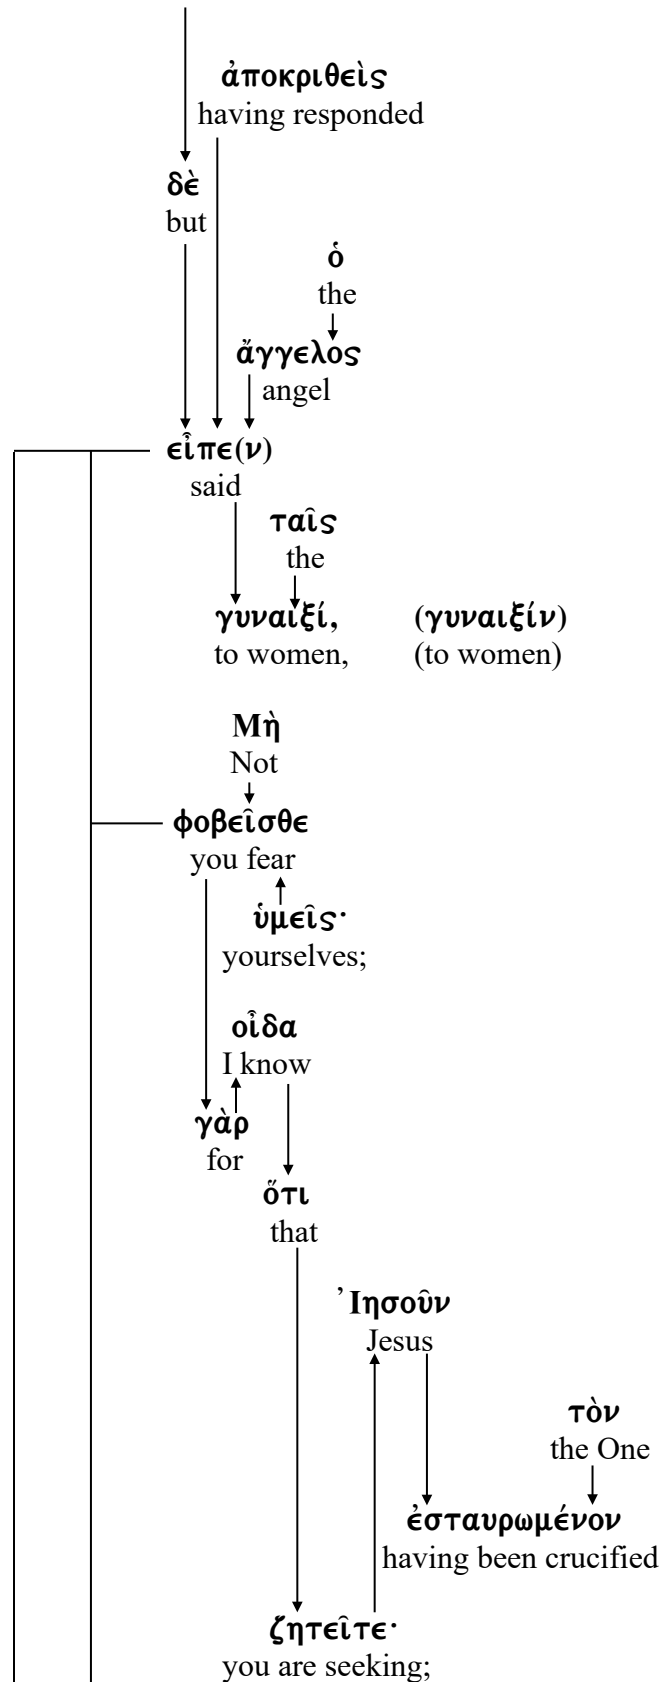 ἀποκριθεὶς
having responded
δὲ
but
ὁ
the
ἄγγελος
angel
εἶπε(ν)
said
ταῖς
the
γυναιξί, (γυναιξίν)
to women, (to women)
Μὴ
Not
φοβεῖσθε
you fear
ὑμεῖς·
yourselves;
οἶδα
I know
γὰρ
for
ὅτι
that
Ἰησοῦν
Jesus
τὸν
the One
ἐσταυρωμένον
having been crucified
ζητεῖτε·
you are seeking;